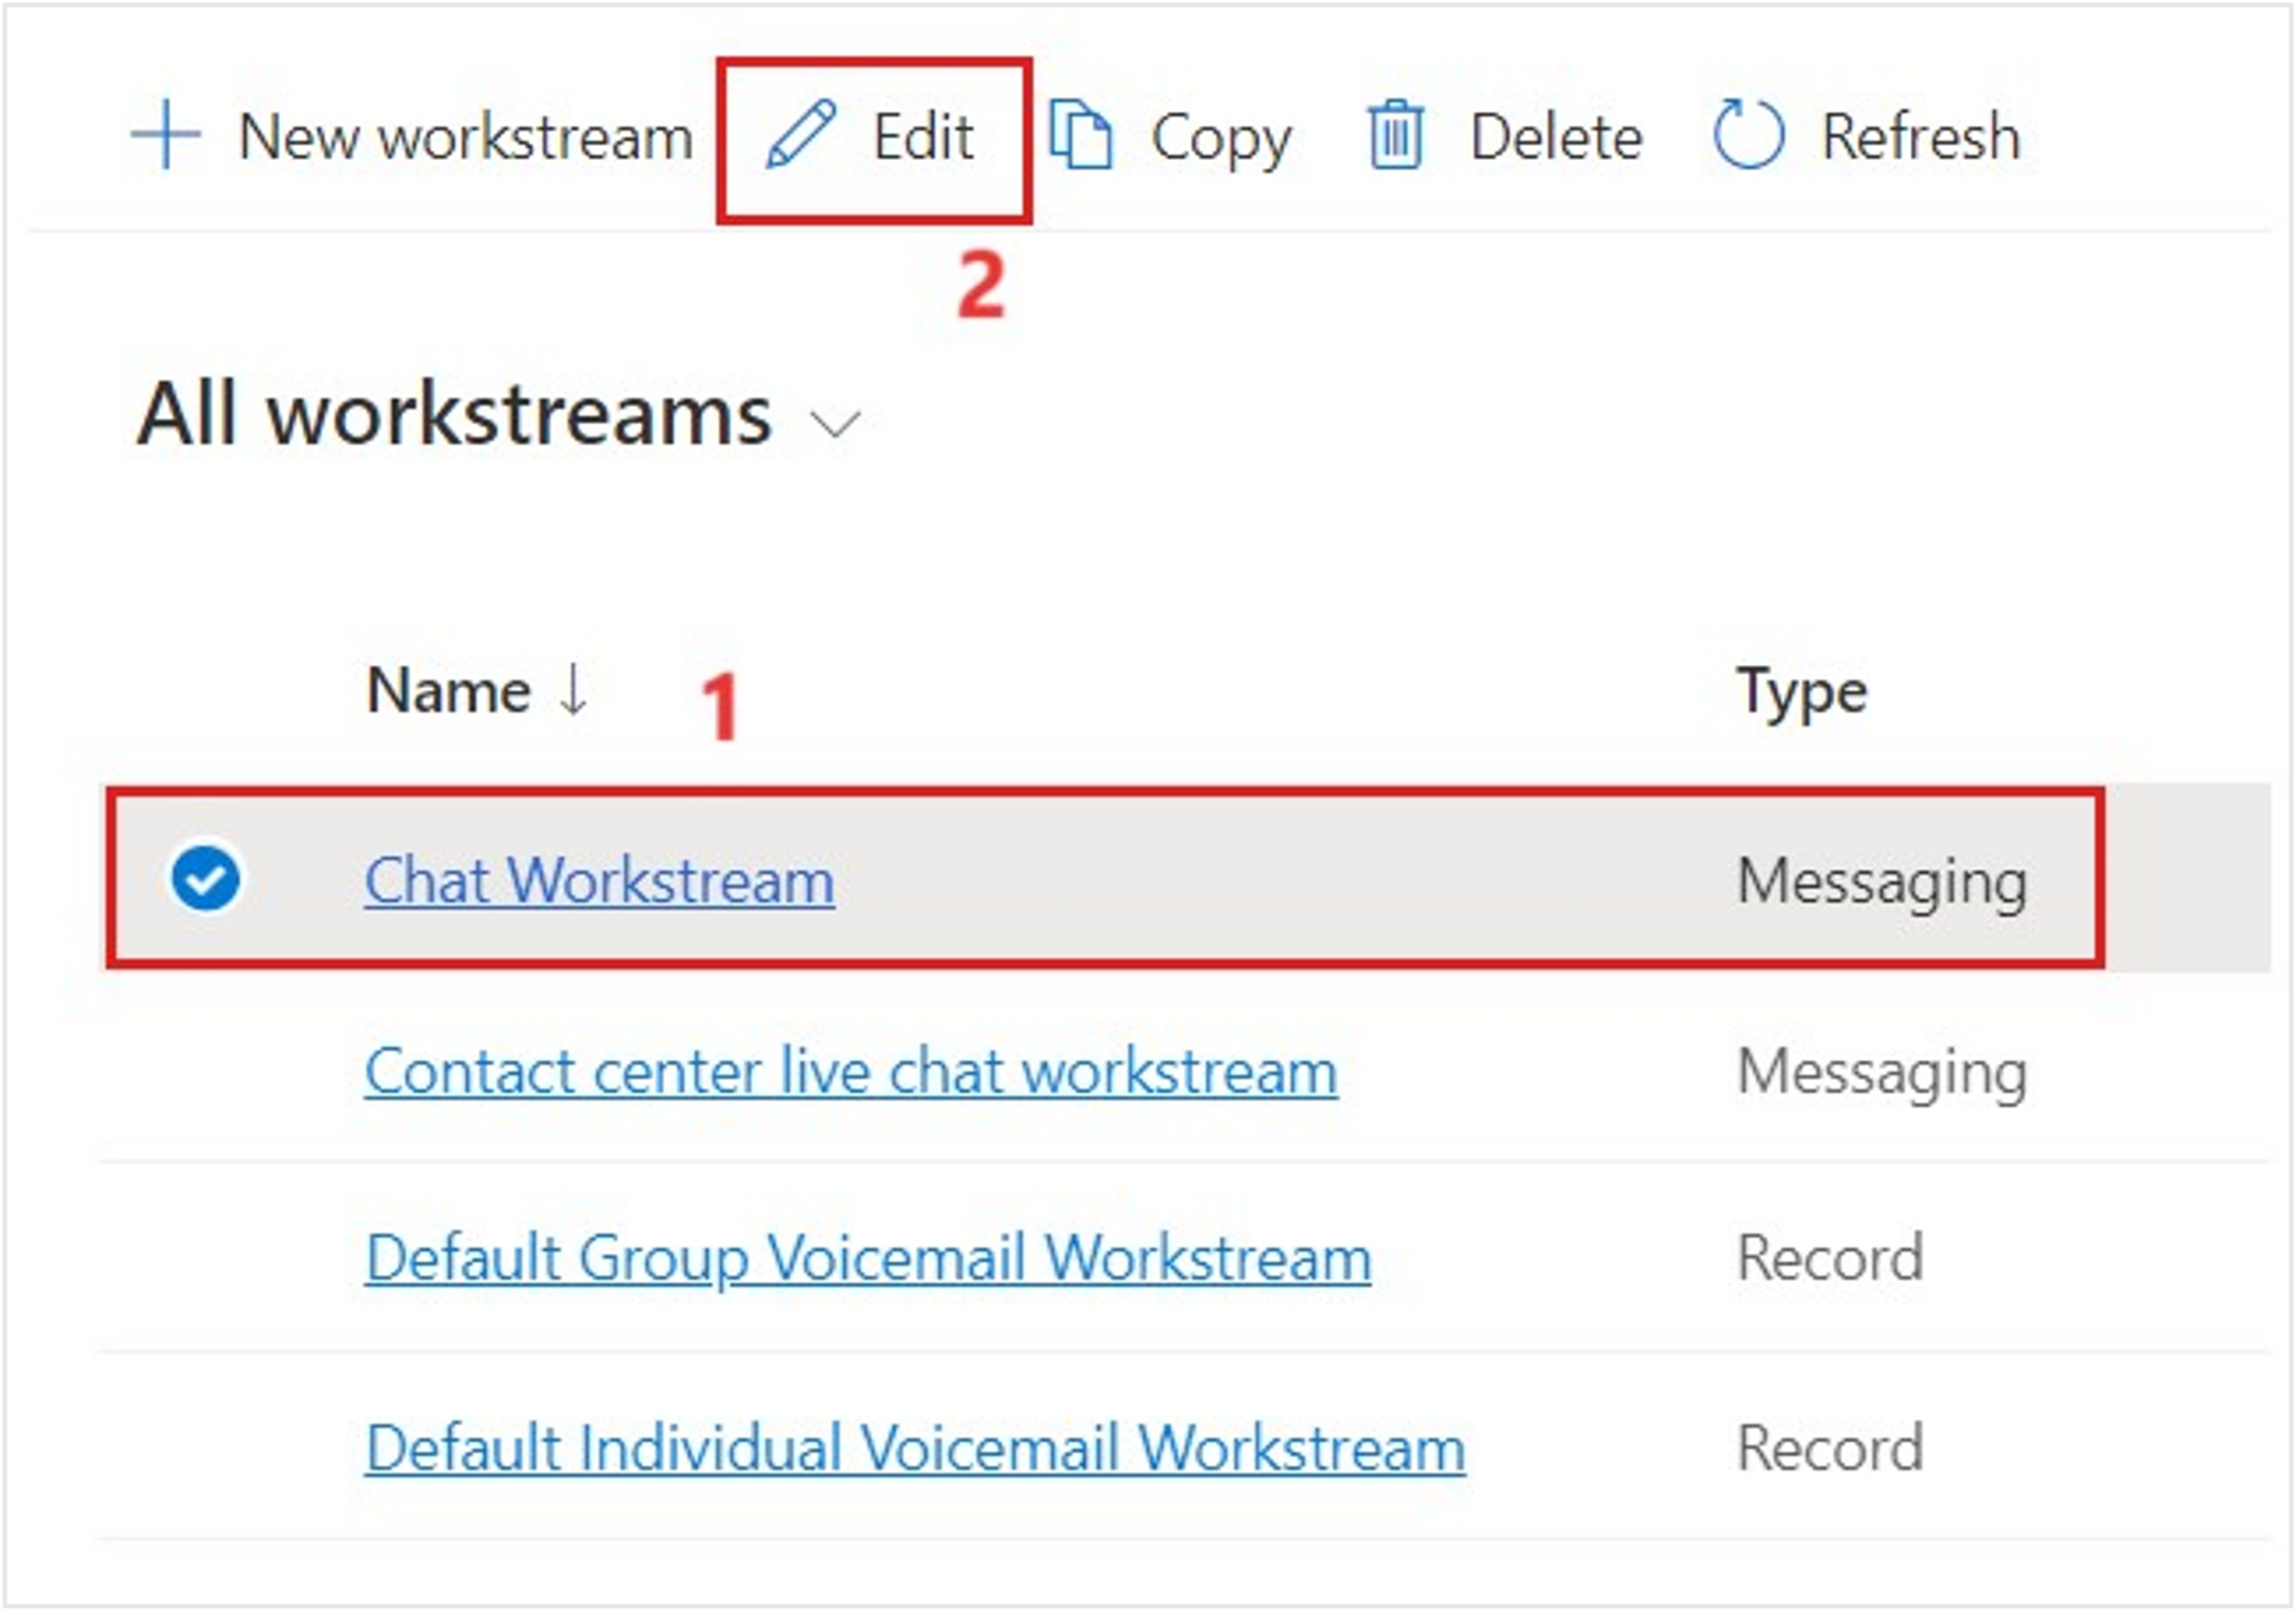 New workstream Edit Copy Delete Refresh
2
All workstreams
Name 1 Type
Chat Workstream Messaging
Contact center live chat workstream Messaging
Default Group Voicemail Workstream Record
Default Individual Voicemail Workstream Record